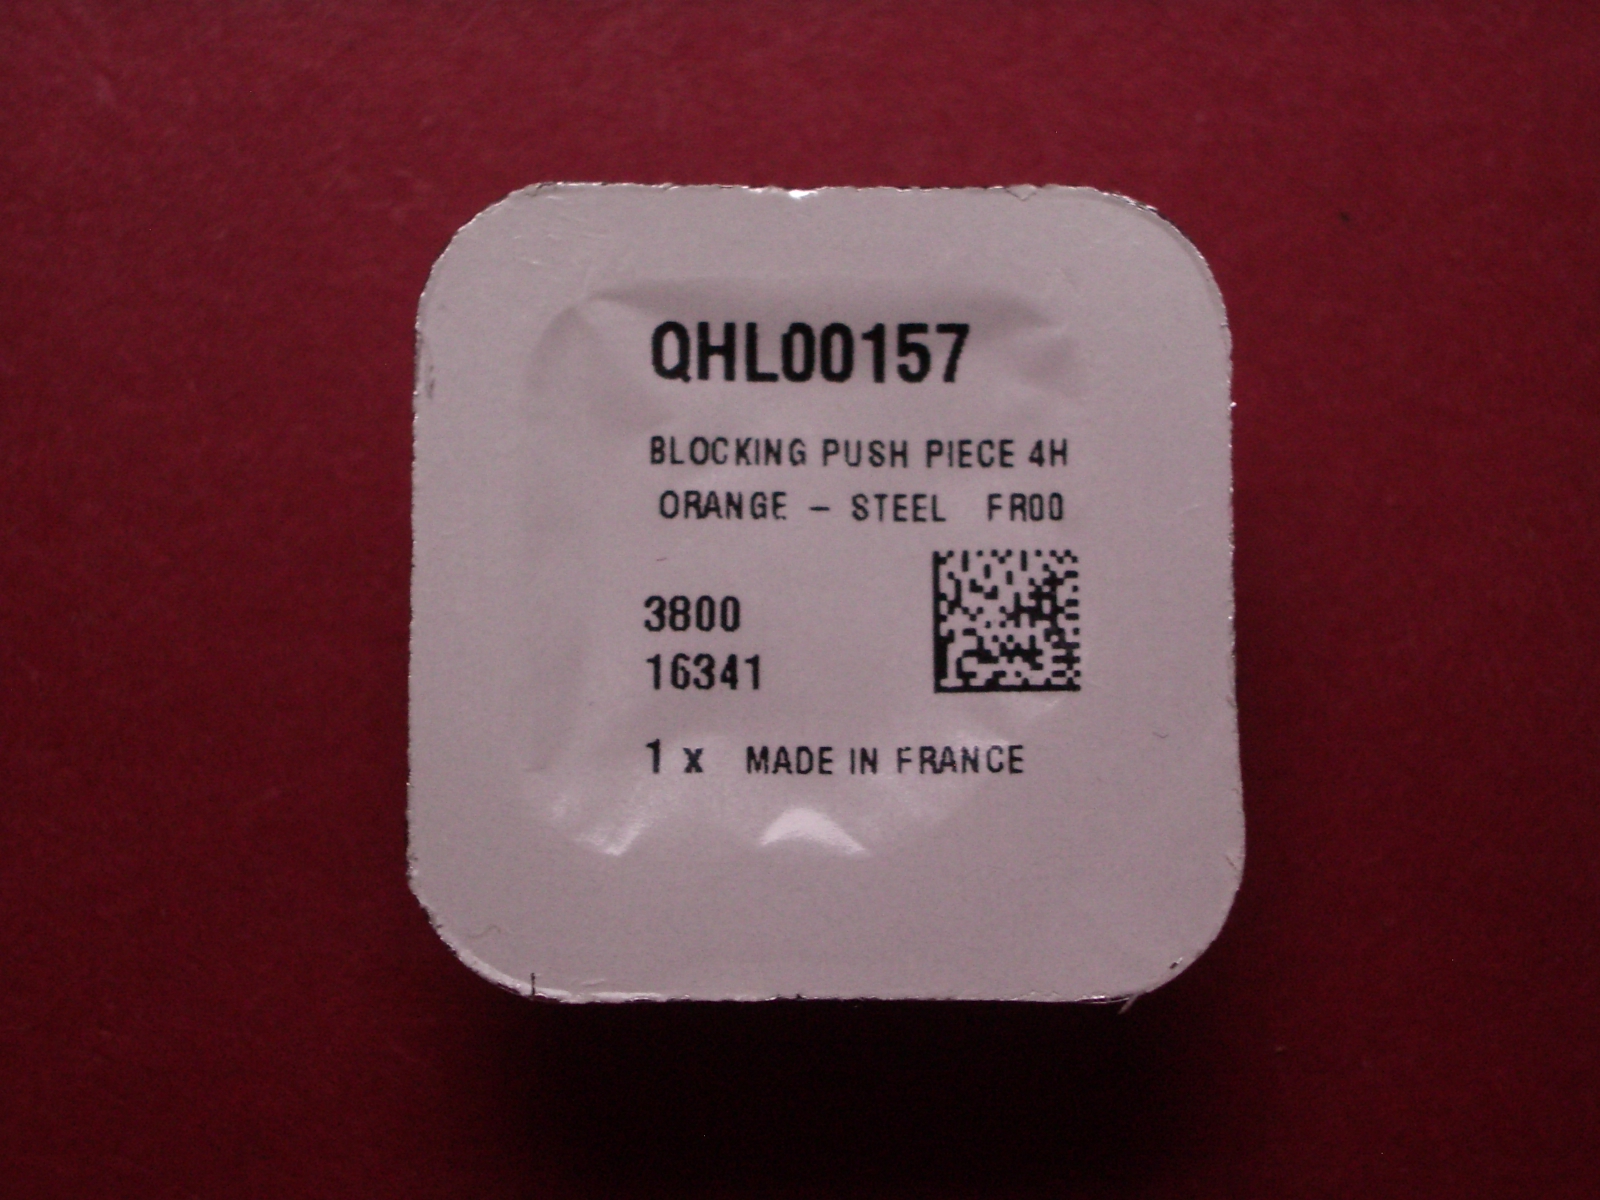 QHL00157
BLOCKING PUSH PIECE 4H
ORANGE – STEEL FR00
3800
16341
1 x MADE IN FRANCE